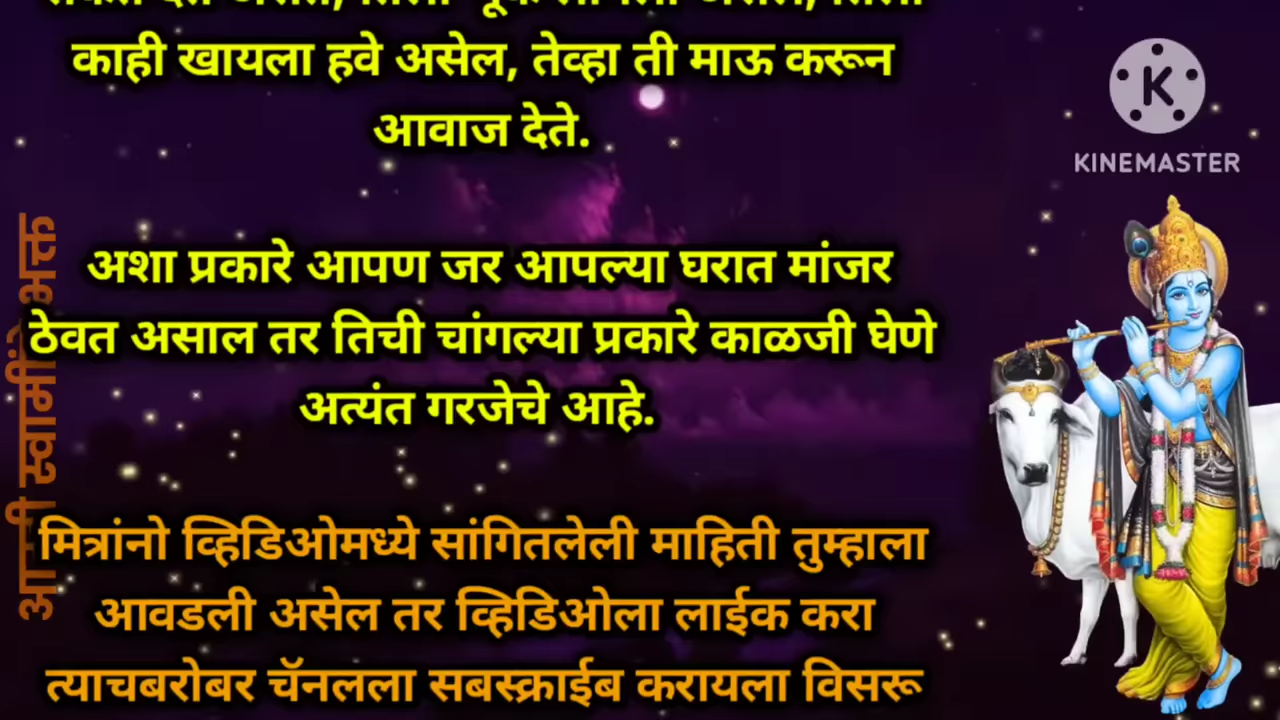 काही खायला हवे असेल, तेव्हा ती माऊ करून
आवाज देते.
अशा प्रकारे आपण जर आपल्या घरात मांजर
ठेवत असाल तर तिची चांगल्या प्रकारे काळजी घेणे
अत्यंत गरजेचे आहे.
मित्रांनो व्हिडिओमध्ये सांगितलेली माहिती तुम्हाला
आवडली असेल तर व्हिडिओला लाईक करा
त्याचबरोबर चॅनलला सबस्क्राईब करायला विसरू
K
KINEMASTER
स्वामींचे भक्त